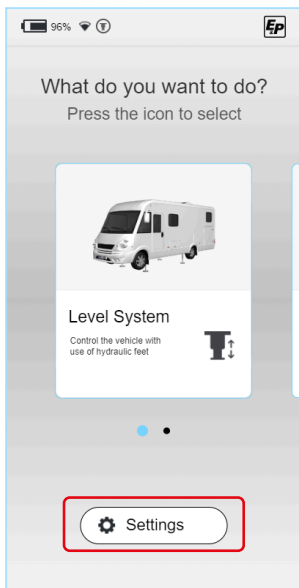 96%
E&P
What do you want to do?
Press the icon to select
Level System
Control the vehicle with
use of hydraulic feet
Settings